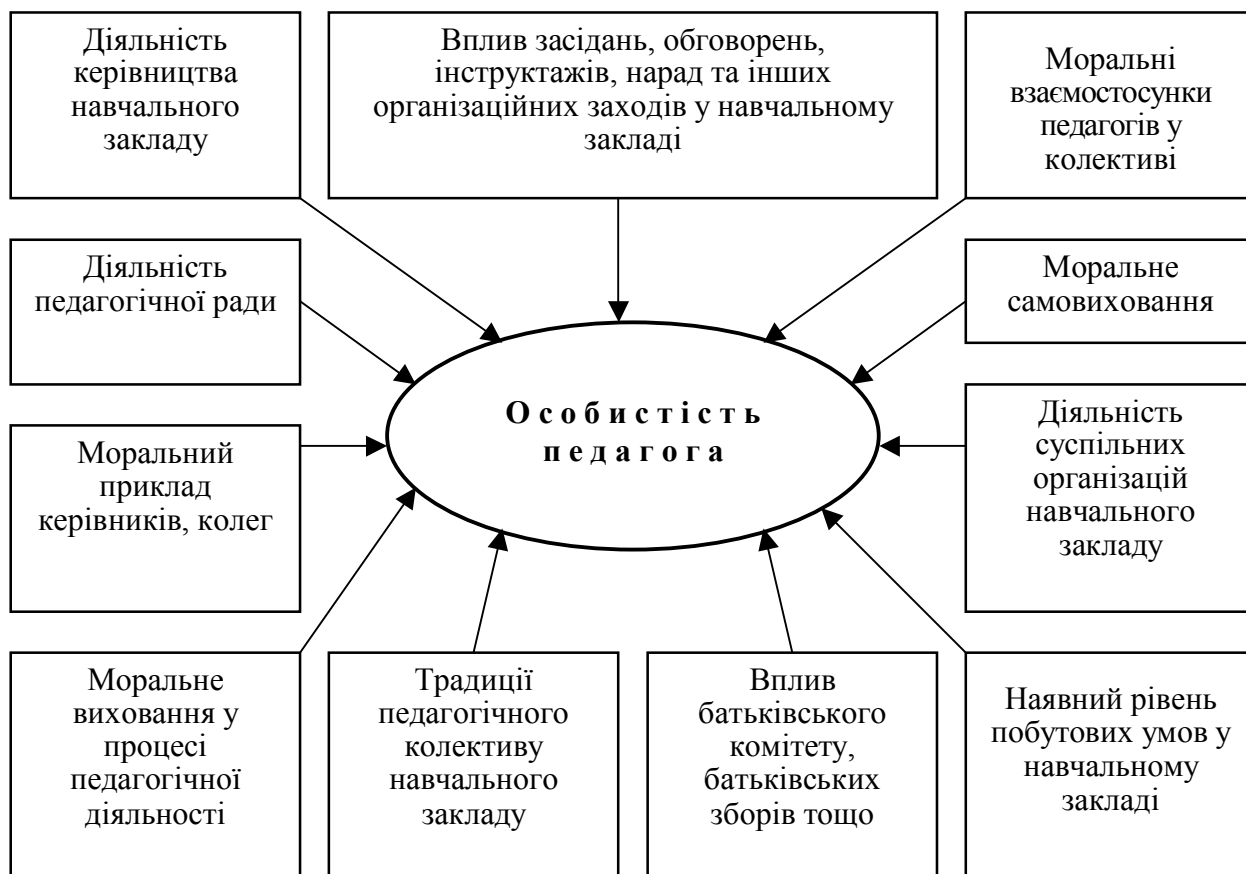 Діяльність
керівництва
навчального
закладу
Вплив засідань, обговорень,
інструктажів, нарад та інших
організаційних заходів у навчальному
закладі
Моральні
взаємостосунки
педагогів у
колективі
Діяльність
педагогічної ради
Моральне
самовиховання
Особистість
педагога
Моральний
приклад
керівників, колег
Діяльність
суспільних
організацій
навчального
закладу
Моральне
виховання у
процесі
педагогічної
діяльності
Традиції
педагогічного
колективу
навчального
закладу
Вплив
батьківського
комітету,
батьківських
зборів тощо
Наявний рівень
побутових умов у
навчальному
закладі